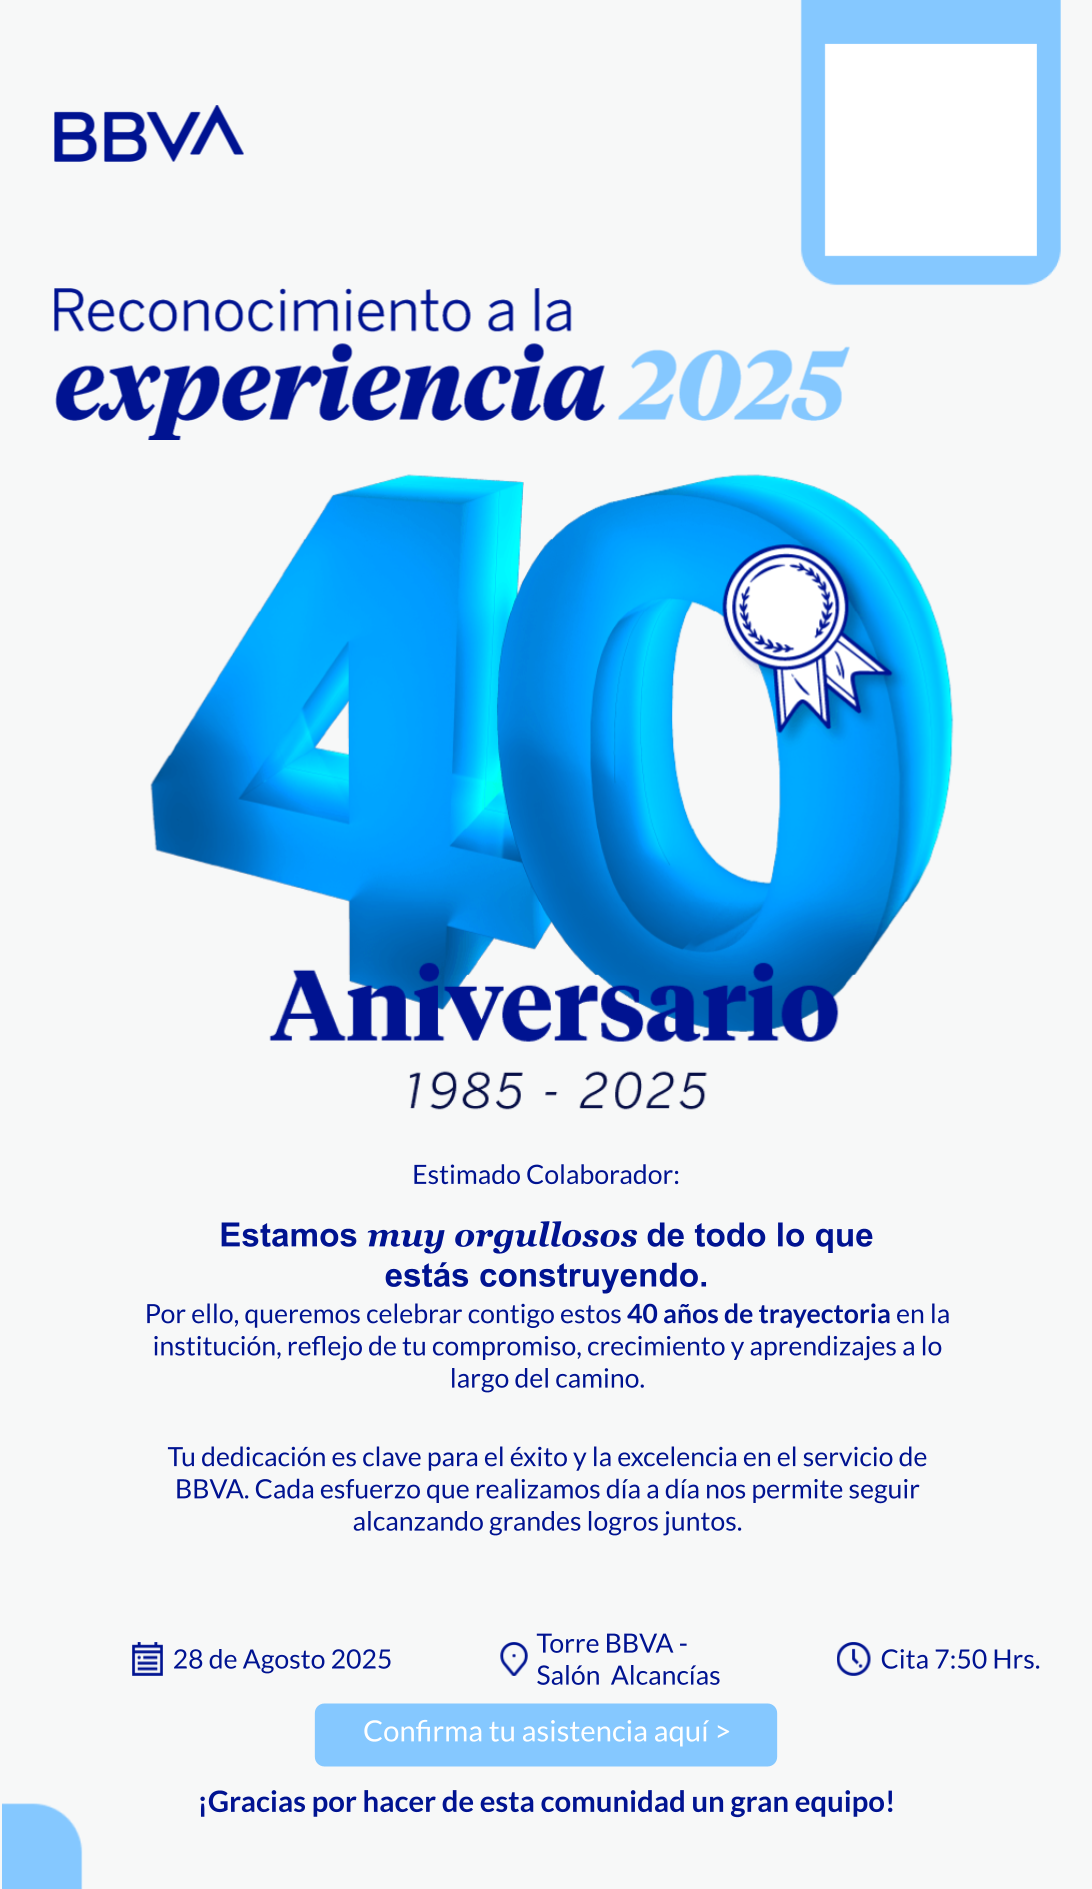 BBVA
Reconocimiento a la
experiencia 2025
40
Aniversario
1985 - 2025
Estimado Colaborador:
Estamos muy orgullosos de todo lo que
estás construyendo.
Por ello, queremos celebrar contigo estos 40 años de trayectoria en la
institución, reflejo de tu compromiso, crecimiento y aprendizajes a lo
largo del camino.
Tu dedicación es clave para el éxito y la excelencia en el servicio de
BBVA. Cada esfuerzo que realizamos día a día nos permite seguir
alcanzando grandes logros juntos.
28 de Agosto 2025
Torre BBVA -
Salón  Alcancías
Cita 7:50 Hrs.
Confirma tu asistencia aquí >
¡Gracias por hacer de esta comunidad un gran equipo!